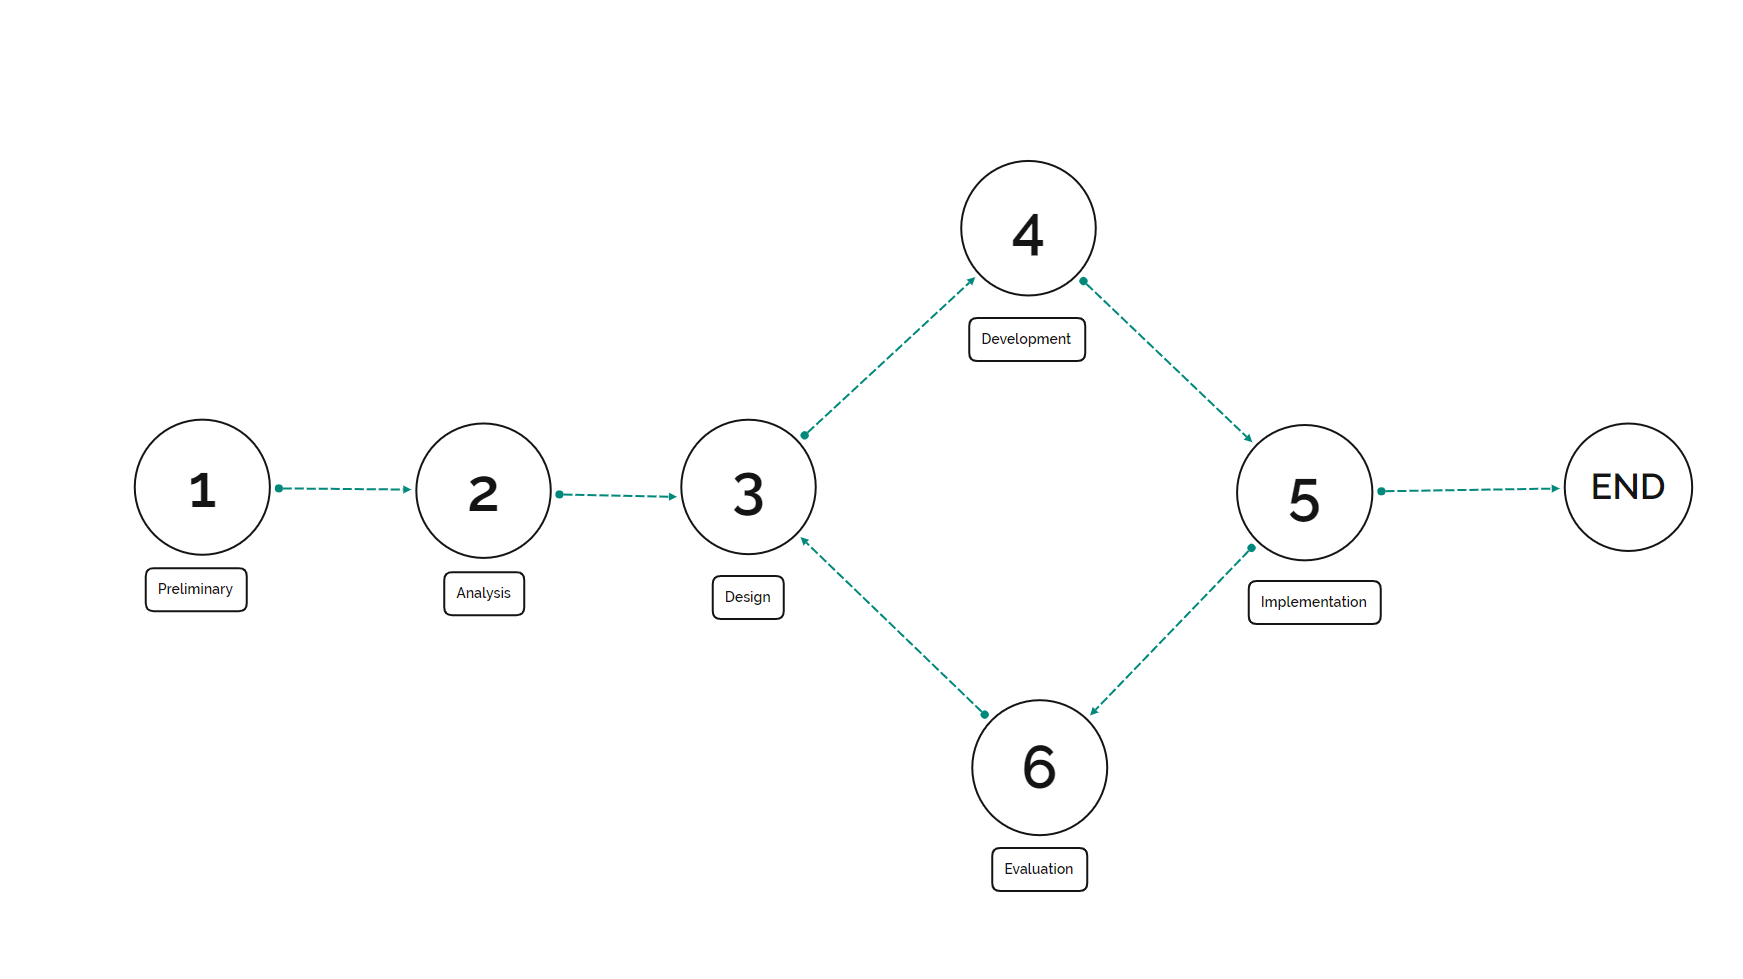 1
Preliminary
2
Analysis
3
Design
4
Development
5
Implementation
6
Evaluation
END